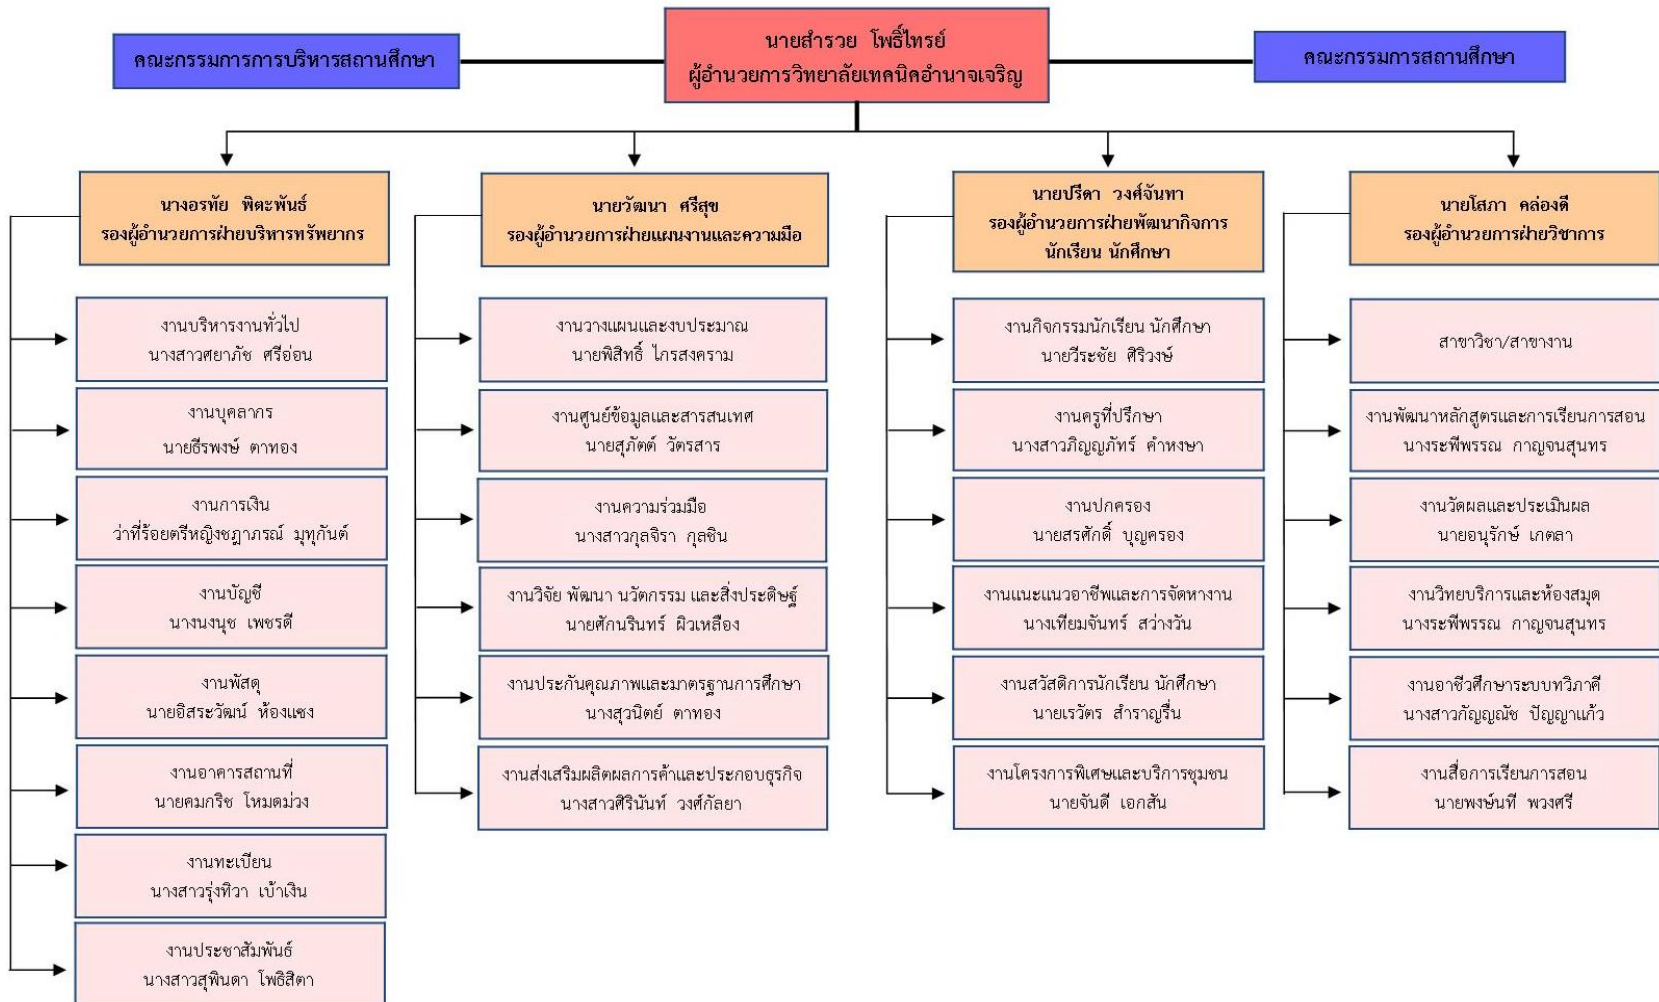 นายสำรวย โพธิ์ไทรย์
ผู้อำนวยการวิทยาลัยเทคนิคอำนาจเจริญ
คณะกรรมการการบริหารสถานศึกษา
คณะกรรมการสถานศึกษา
นางอรทัย พิตะพันธ์
รองผู้อำนวยการฝ่ายบริหารทรัพยากร
งานบริหารงานทั่วไป
นางสาวศยาภัช ศรีอ่อน
งานบุคลากร
นายธีรพงษ์ ตาทอง
งานการเงิน
ว่าที่ร้อยตรีหญิงชฎาภรณ์ มุทุกันต์
งานบัญชี
นางนงนุช เพชรดี
งานพัสดุ
นายอิสระวัฒน์ ห้องแซง
งานอาคารสถานที่
นายคมกริช โหมดม่วง
งานทะเบียน
นางสาวรุ่งทิวา เบ้าเงิน
งานประชาสัมพันธ์
นางสาวสุพินดา โพธิสิตา
นายวัฒนา ศรีสุข
รองผู้อำนวยการฝ่ายแผนงานและความมือ
งานวางแผนและงบประมาณ
นายพิสิทธิ์ ไกรสงคราม
งานศูนย์ข้อมูลและสารสนเทศ
นายสุภัตต์ วัตรสาร
งานความร่วมมือ
นางสาวกุลจิรา กุลชิน
งานวิจัย พัฒนา นวัตกรรม และสิ่งประดิษฐ์
นายศักนรินทร์ ผิวเหลือง
งานประกันคุณภาพและมาตรฐานการศึกษา
นางสุวนิตย์ ตาทอง
งานส่งเสริมผลิตผลการค้าและประกอบธุรกิจ
นางสาวศิรินันท์ วงศ์กัลยา
นายปรีดา วงศ์จันทา
รองผู้อำนวยการฝ่ายพัฒนากิจการ
นักเรียน นักศึกษา
งานกิจกรรมนักเรียน นักศึกษา
นายวีระชัย ศิริวงษ์
งานครูที่ปรึกษา
นางสาวภิญญภัทร์ คำหงษา
งานปกครอง
นายสรศักดิ์ บุญครอง
งานแนะแนวอาชีพและการจัดหางาน
นางเทียมจันทร์ สว่างวัน
งานสวัสดิการนักเรียน นักศึกษา
นายเรวัตร สำราญรื่น
งานโครงการพิเศษและบริการชุมชน
นายจันดี เอกสัน
นายโสภา คล่องดี
รองผู้อำนวยการฝ่ายวิชาการ
สาขาวิชา/สาขางาน
งานพัฒนาหลักสูตรและการเรียนการสอน
นางระพีพรรณ กาญจนสุนทร
งานวัดผลและประเมินผล
นายอนุรักษ์ เกตลา
งานวิทยบริการและห้องสมุด
นางระพีพรรณ กาญจนสุนทร
งานอาชีวศึกษาระบบทวิภาคี
นางสาวกัญญณัช ปัญญาแก้ว
งานสื่อการเรียนการสอน
นายพงษ์นที พวงศรี